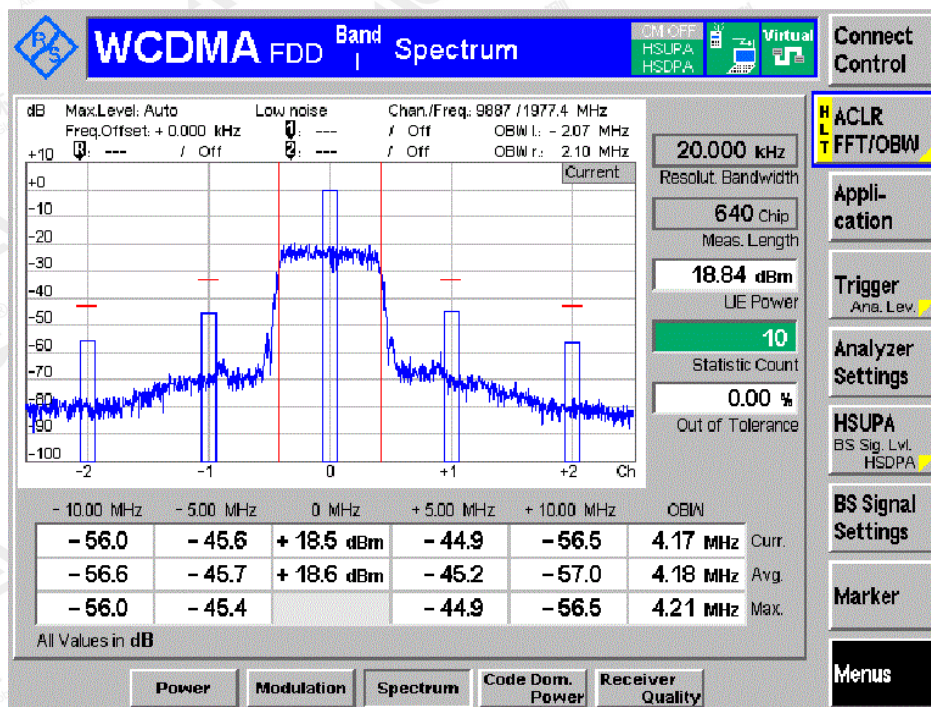 R&S
WCDMA FDD Band I Spectrum
CM OFF
HSUPA
HSDPA
Virtual
Connect Control
dB Max.Level: Auto Low noise Chan./Freq.: 9887 / 1977.4 MHz
Freq.Offset: + 0.000 kHz 1: --- / Off OBW l.: - 2.07 MHz
R: --- / Off 2: --- / Off OBW r.: 2.10 MHz
Current
+10
+0
-10
-20
-30
-40
-50
-60
-70
-80
-90
-100
-2 -1 0 +1 +2 Ch
20.000 kHz
Resolut. Bandwidth
640 Chip
Meas. Length
18.84 dBm
UE Power
10
Statistic Count
0.00 %
Out of Tolerance
- 10.00 MHz - 5.00 MHz 0 MHz + 5.00 MHz + 10.00 MHz OBW
- 56.0 - 45.6 + 18.5 dBm - 44.9 - 56.5 4.17 MHz Curr.
- 56.6 - 45.7 + 18.6 dBm - 45.2 - 57.0 4.18 MHz Avg.
- 56.0 - 45.4 - 44.9 - 56.5 4.21 MHz Max.
All Values in dB
HLT
ACLR
FFT/OBW
Appli-
cation
Trigger
Ana. Lev.
Analyzer
Settings
HSUPA
BS Sig. Lvl.
HSDPA
BS Signal
Settings
Marker
Menus
Power
Modulation
Spectrum
Code Dom.
Power
Receiver
Quality